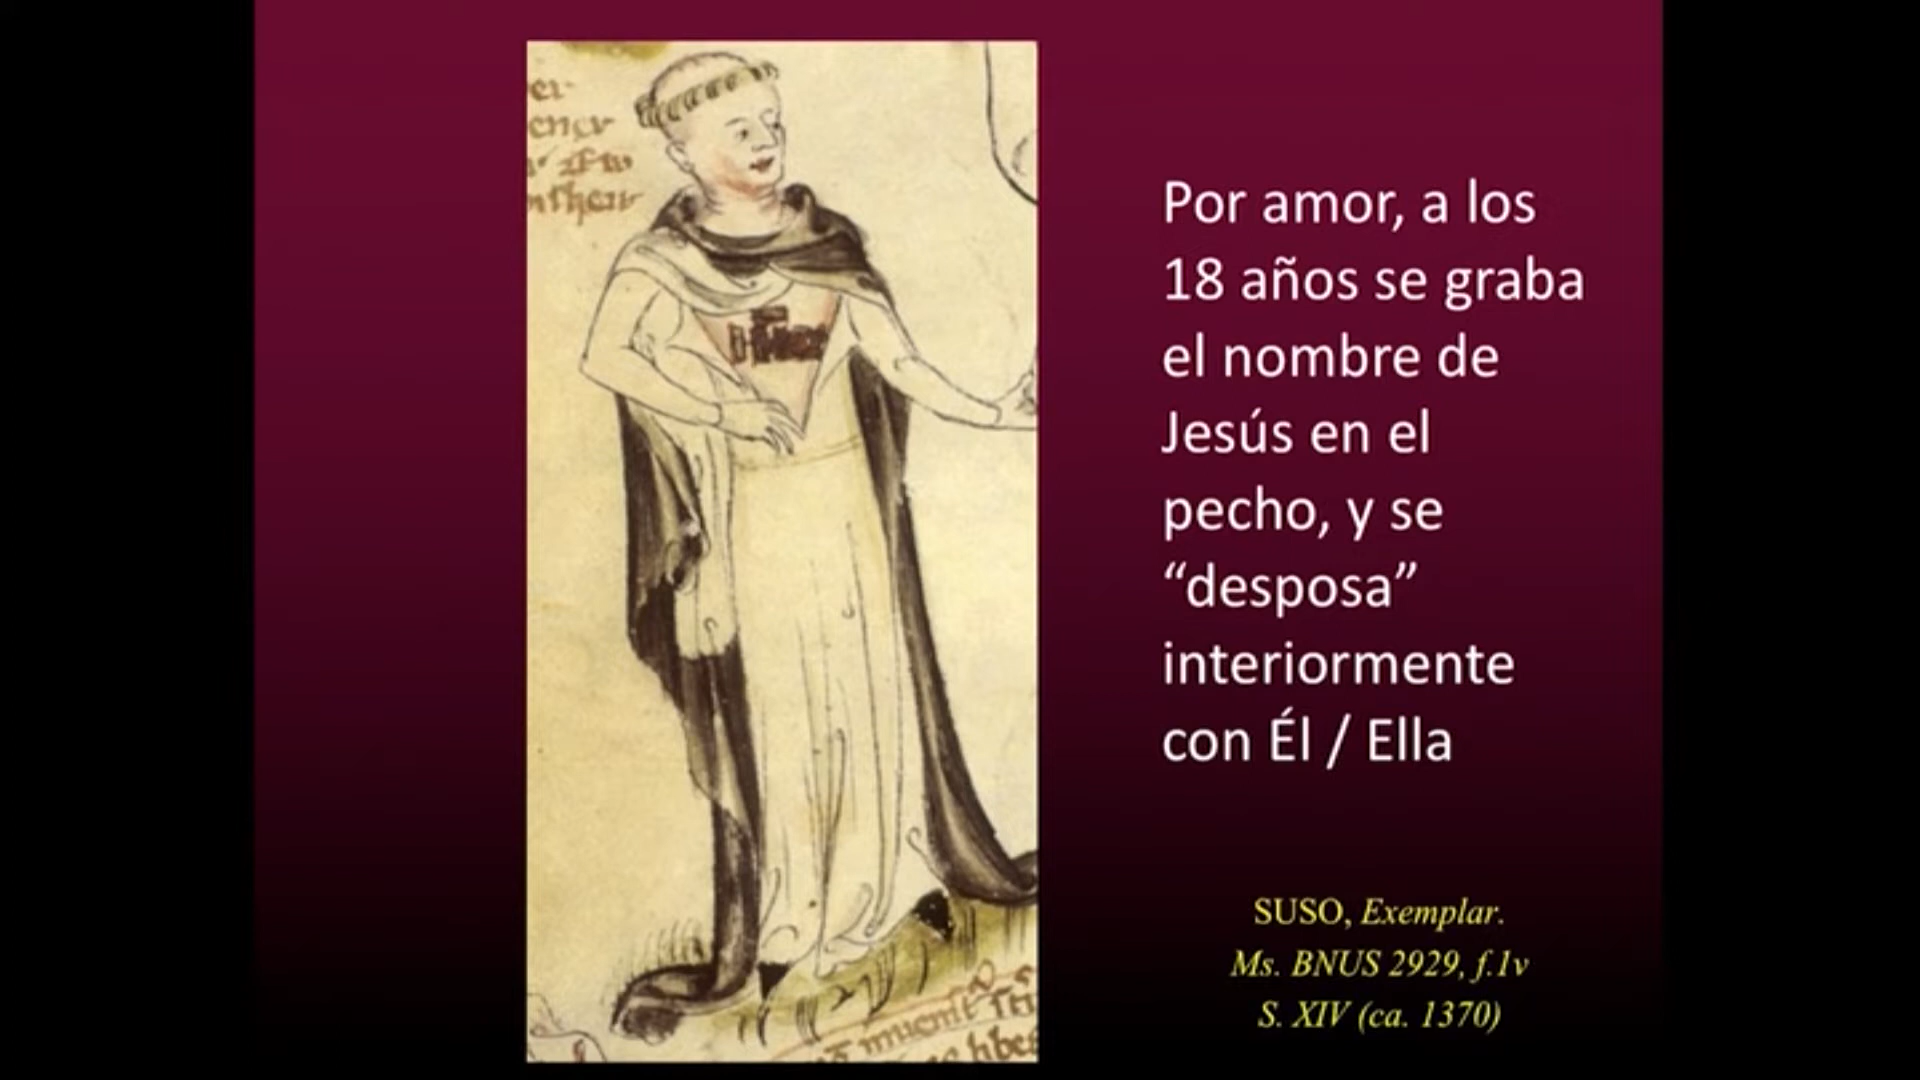 Por amor, a los
18 años se graba
el nombre de
Jesús en el
pecho, y se
“desposa”
interiormente
con Él / Ella
SUSO, Exemplar.
Ms. BNUS 2929, f.1v
S. XIV (ca. 1370)